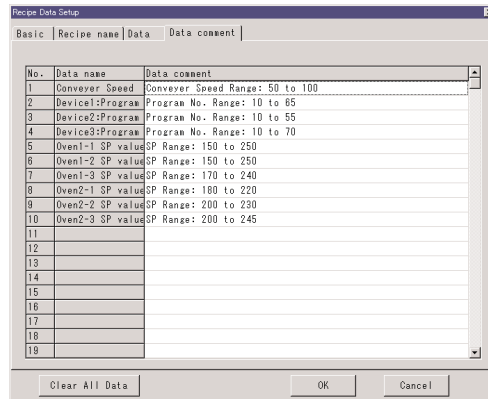 Recipe Data Setup
Basic Recipe name Data Data comment
No. Data name Data comment
1 Conveyer Speed Conveyer Speed Range: 50 to 100
2 Device1:Program Program No. Range: 10 to 65
3 Device2:Program Program No. Range: 10 to 55
4 Device3:Program Program No. Range: 10 to 70
5 Oven1-1 SP value SP Range: 150 to 250
6 Oven1-2 SP value SP Range: 150 to 250
7 Oven1-3 SP value SP Range: 170 to 240
8 Oven2-1 SP value SP Range: 180 to 220
9 Oven2-2 SP value SP Range: 200 to 230
10 Oven2-3 SP value SP Range: 200 to 245
11
12
13
14
15
16
17
18
19
Clear All Data OK Cancel